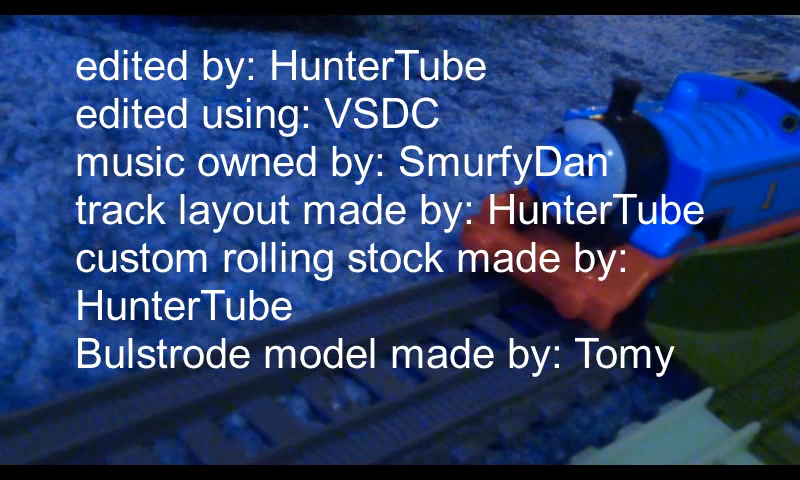 edited by: HunterTube
edited using: VSDC
music owned by: SmurfyDan
track layout made by: HunterTube
custom rolling stock made by:
HunterTube
Bulstrode model made by: Tomy
1